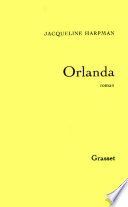 JACQUELINE HARPMAN
Orlanda
roman
Grasset